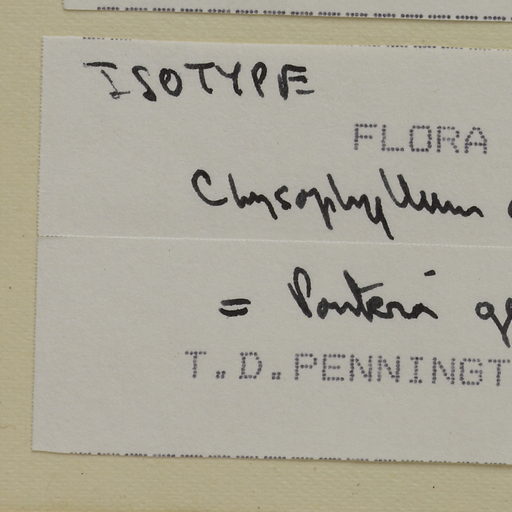 ISOTYPE
FLORA
Chrysophyllum
= Pouteria
T.D.PENNINGT